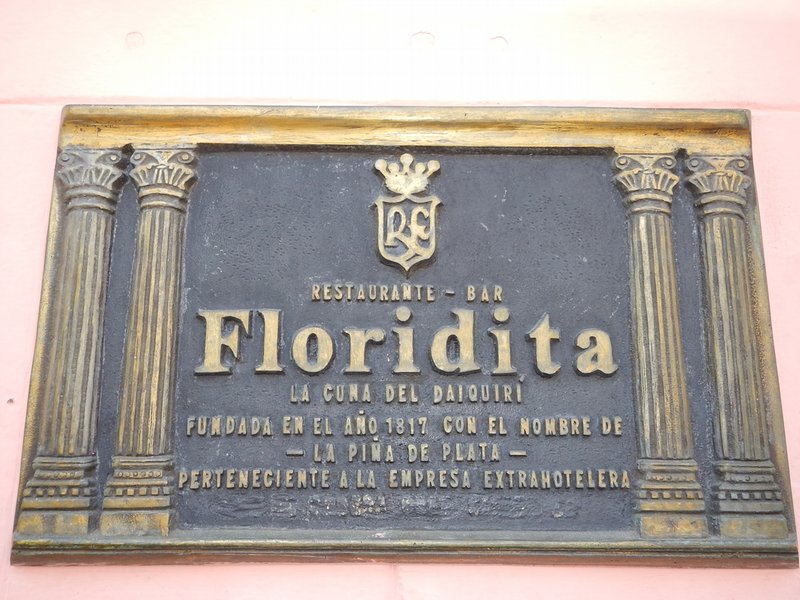 RF
RESTAURANTE - BAR
Floridita
LA CUNA DEL DAIQUIRÍ
FUNDADA EN EL AÑO 1817 CON EL NOMBRE DE
- LA PIÑA DE PLATA -
PERTENECIENTE A LA EMPRESA EXTRAHOTELERA